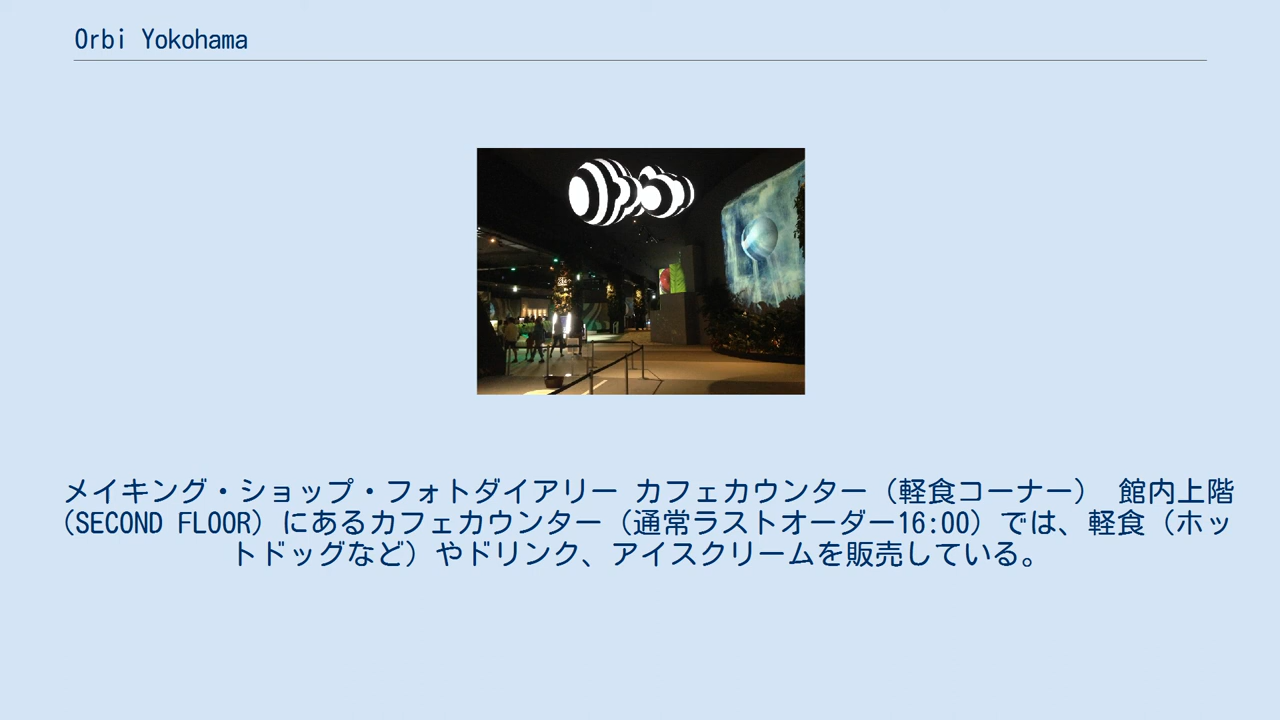 Orbi Yokohama
メイキング・ショップ・フォトダイアリー カフェカウンター（軽食コーナー） 館内上階
（SECOND FLOOR）にあるカフェカウンター（通常ラストオーダー16:00）では、軽食（ホッ
トドッグなど）やドリンク、アイスクリームを販売している。